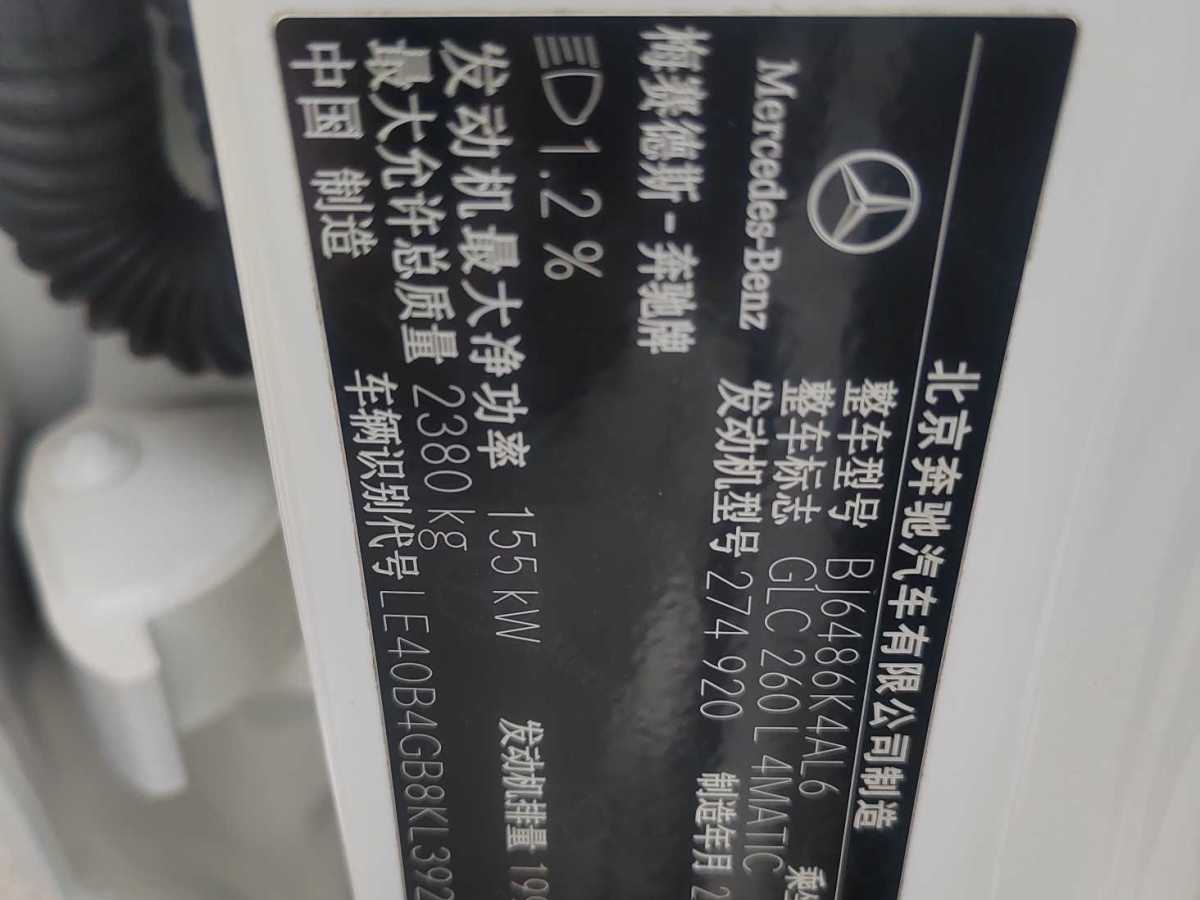 北京奔驰汽车有限公司制造
Mercedes-Benz
整车型号 BJ6486K4AL6
整车标志 GLC 260 L 4MATIC
发动机型号 274 920
制造年月 2
梅赛德斯-奔驰牌
1.2%
发动机最大净功率 155kW
发动机排量 19
最大允许总质量 2380kg
车辆识别代号 LE40B4GB8KL392
中国 制造